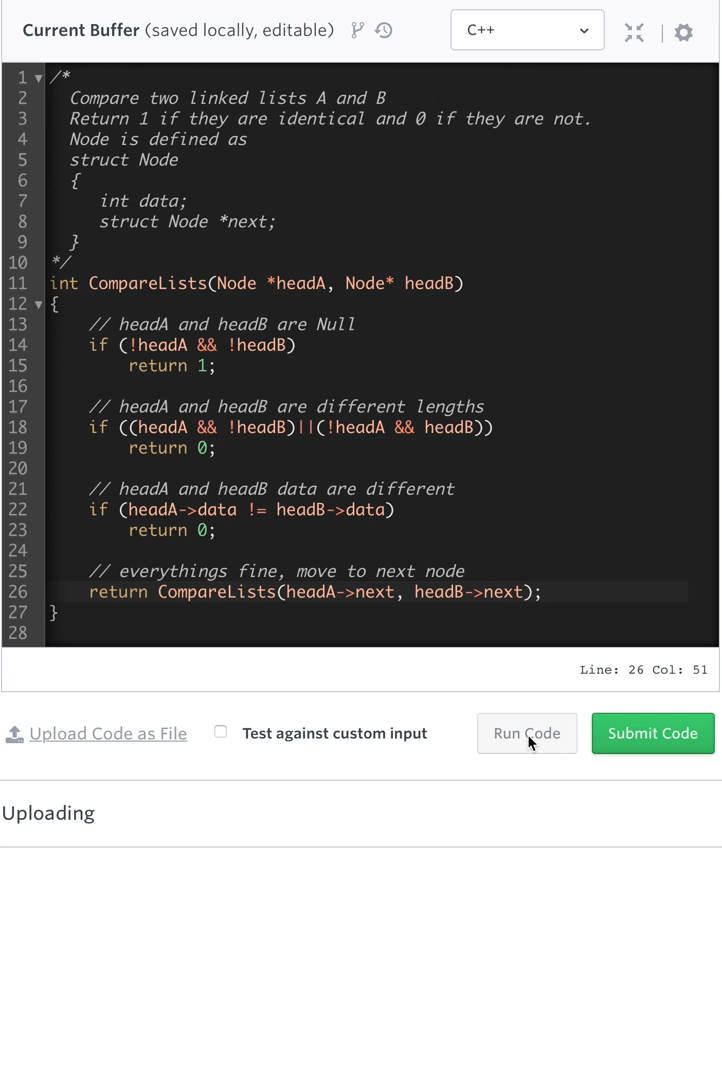 Current Buffer (saved locally, editable)
C++
1 /*
2 Compare two linked lists A and B
3 Return 1 if they are identical and 0 if they are not.
4 Node is defined as
5 struct Node
6 {
7 int data;
8 struct Node *next;
9 }
10 */
11 int CompareLists(Node *headA, Node* headB)
12 {
13 // headA and headB are Null
14 if (!headA && !headB)
15 return 1;
16
17 // headA and headB are different lengths
18 if ((headA && !headB)||(!headA && headB))
19 return 0;
20
21 // headA and headB data are different
22 if (headA->data != headB->data)
23 return 0;
24
25 // everythings fine, move to next node
26 return CompareLists(headA->next, headB->next);
27 }
28
Line: 26 Col: 51
Upload Code as File
Test against custom input
Run Code
Submit Code
Uploading